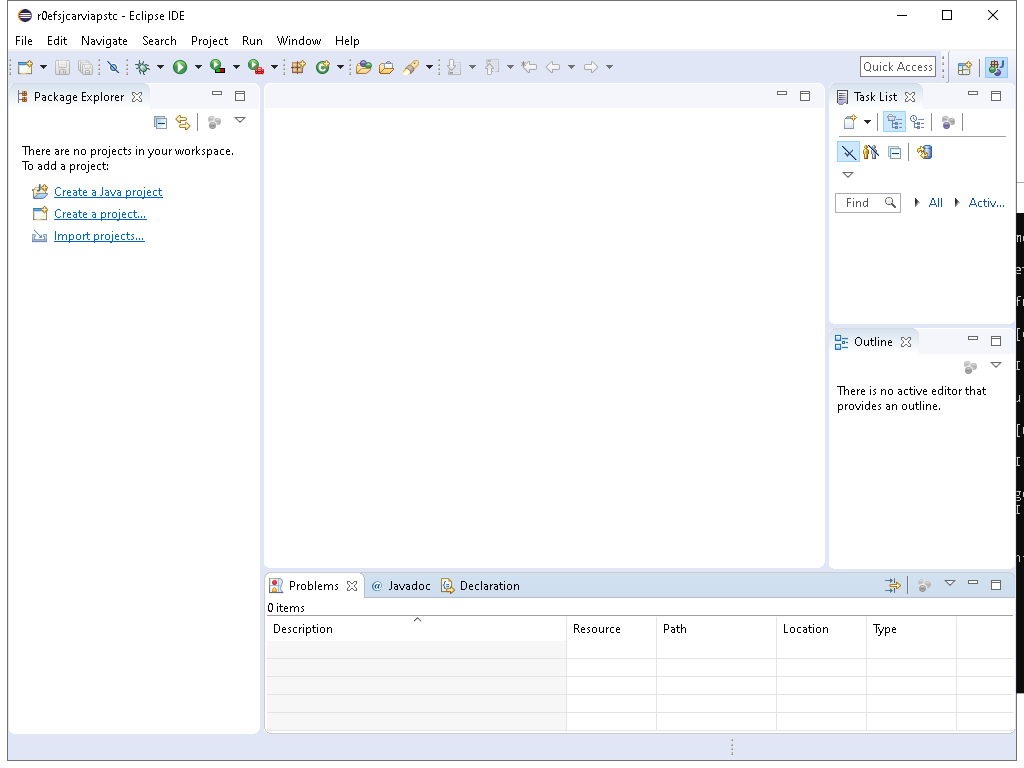 r0efsjcarviapstc - Eclipse IDE
File Edit Navigate Search Project Run Window Help
Quick Access
Package Explorer
There are no projects in your workspace.
To add a project:
Create a Java project
Create a project...
Import projects...
Task List
Find
All
Activ...
Outline
There is no active editor that
provides an outline.
Problems
@ Javadoc
Declaration
0 items
Description Resource Path Location Type